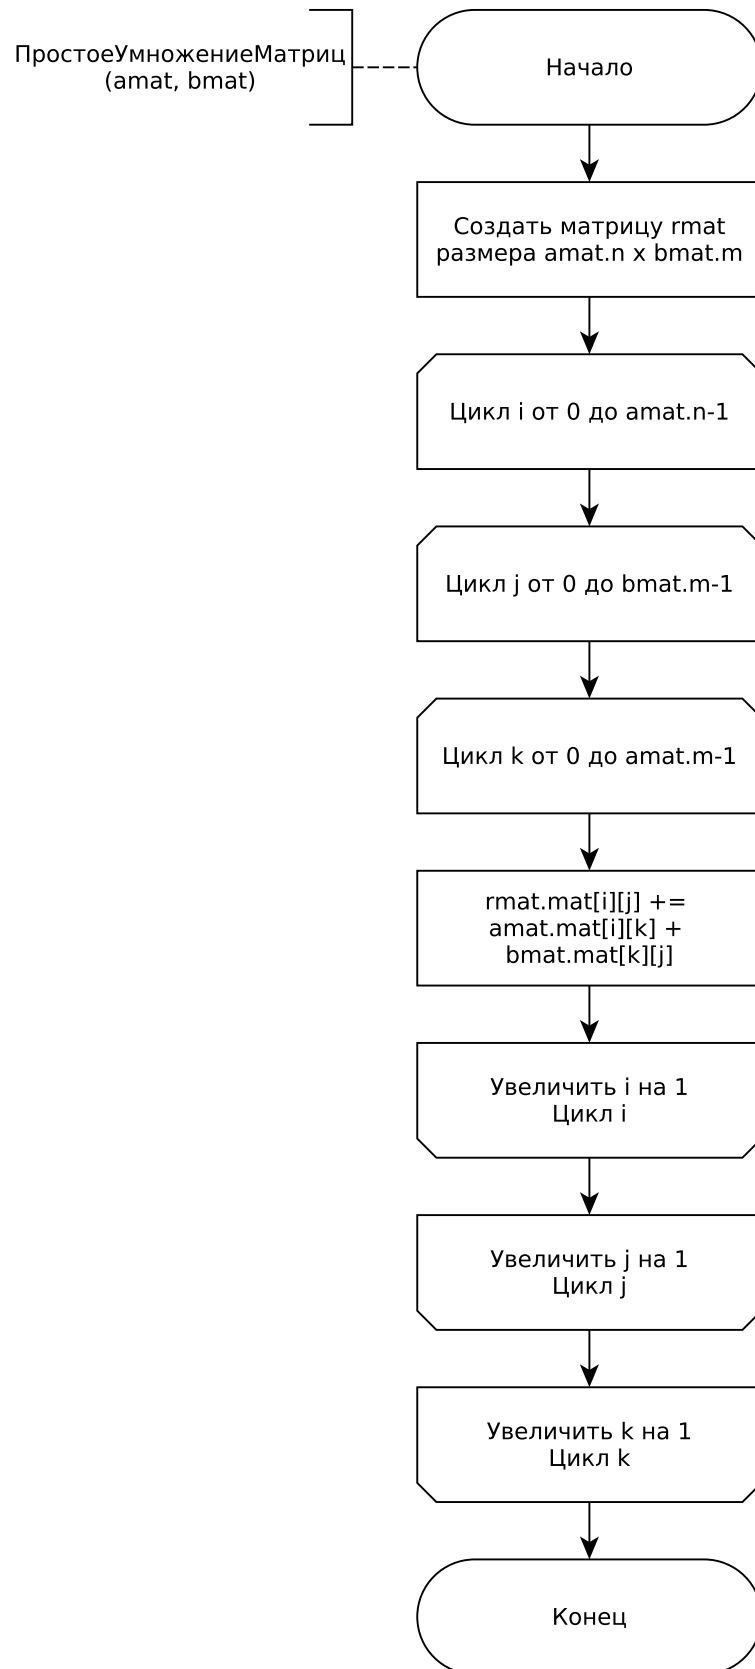 ПростоеУмножениеМатриц
(amat, bmat)
Начало
Создать матрицу rmat
размера amat.n x bmat.m
Цикл i от 0 до amat.n-1
Цикл j от 0 до bmat.m-1
Цикл k от 0 до amat.m-1
rmat.mat[i][j] +=
amat.mat[i][k] +
bmat.mat[k][j]
Увеличить i на 1
Цикл i
Увеличить j на 1
Цикл j
Увеличить k на 1
Цикл k
Конец